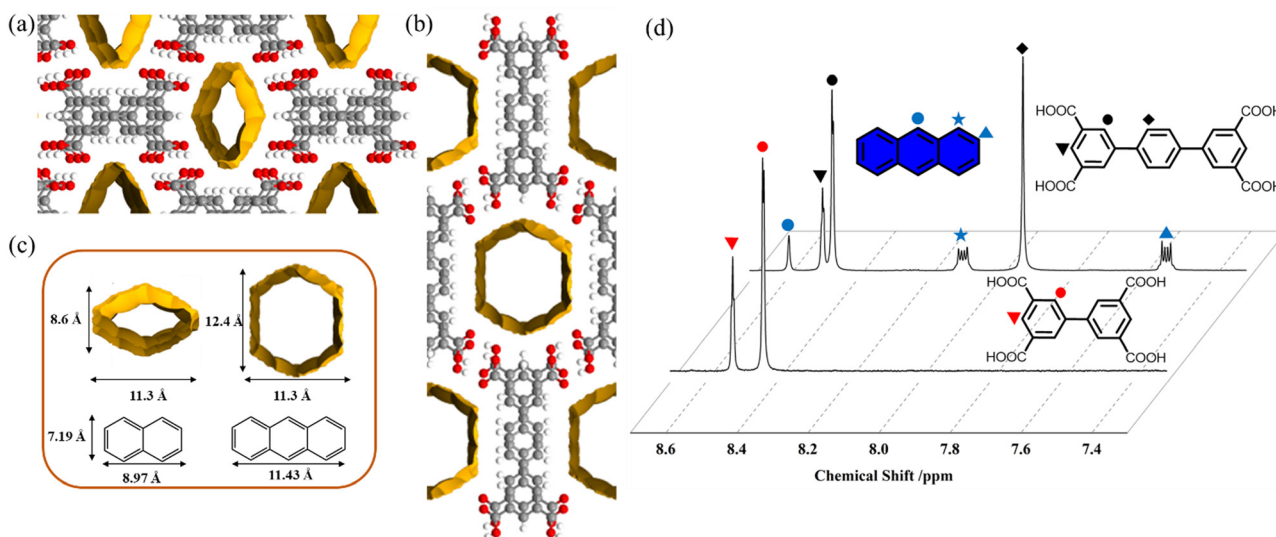 (a)
(b)
(c)
8.6 Å
11.3 Å
12.4 Å
11.3 Å
7.19 Å
8.97 Å
11.43 Å
(d)
HOOC
COOH
HOOC
COOH
HOOC
COOH
HOOC
COOH
8.6 8.4 8.2 8.0 7.8 7.6 7.4
Chemical Shift /ppm